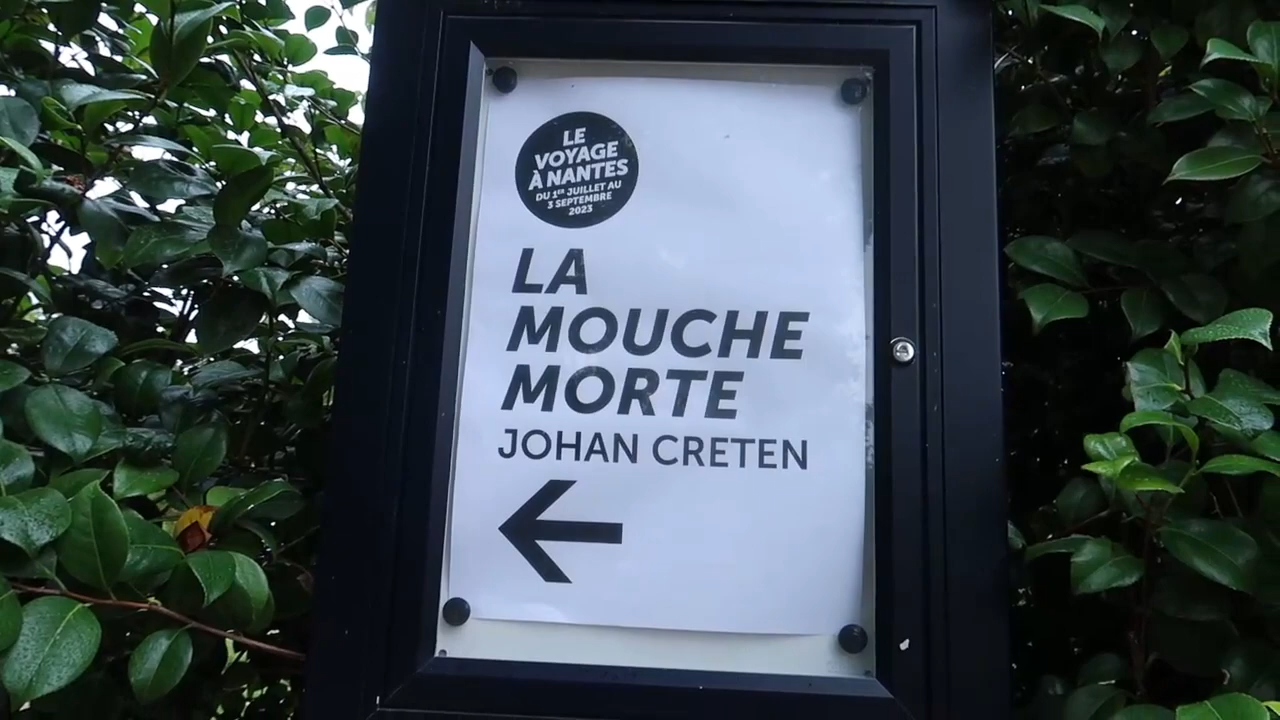 LE
VOYAGE
À NANTES
DU 1ER JUILLET AU
3 SEPTEMBRE
2023
LA
MOUCHE
MORTE
JOHAN CRETEN